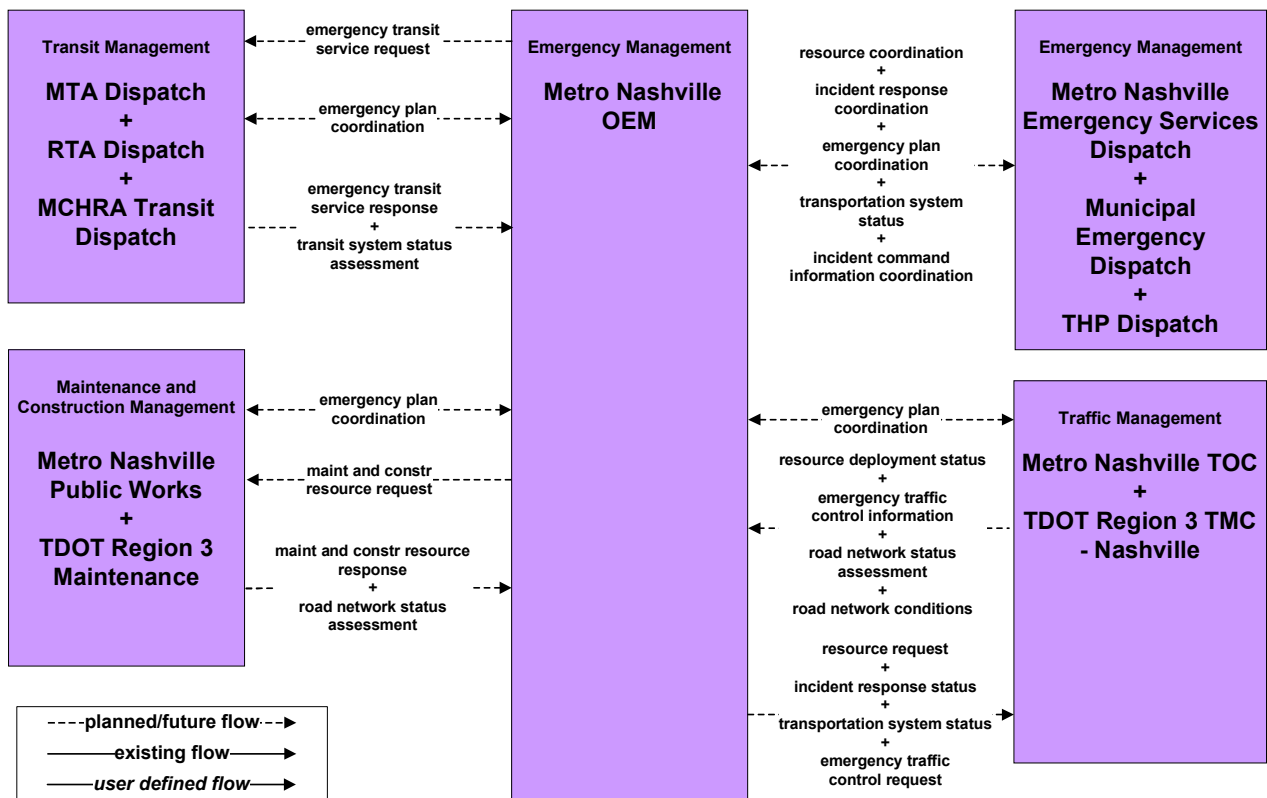 Transit Management
MTA Dispatch
+
RTA Dispatch
+
MCHRA Transit
Dispatch
emergency transit
service request
emergency plan
coordination
emergency transit
service response
+
transit system status
assessment
Emergency Management
Metro Nashville
OEM
resource coordination
+
incident response
coordination
+
emergency plan
coordination
+
transportation system
status
+
incident command
information coordination
Emergency Management
Metro Nashville
Emergency Services
Dispatch
+
Municipal
Emergency
Dispatch
+
THP Dispatch
Maintenance and
Construction Management
Metro Nashville
Public Works
+
TDOT Region 3
Maintenance
emergency plan
coordination
maint and constr
resource request
maint and constr resource
response
+
road network status
assessment
emergency plan
coordination
resource deployment status
+
emergency traffic
control information
+
road network status
assessment
+
road network conditions
resource request
+
incident response status
+
transportation system status
+
emergency traffic
control request
Traffic Management
Metro Nashville TOC
+
TDOT Region 3 TMC
- Nashville
planned/future flow
existing flow
user defined flow